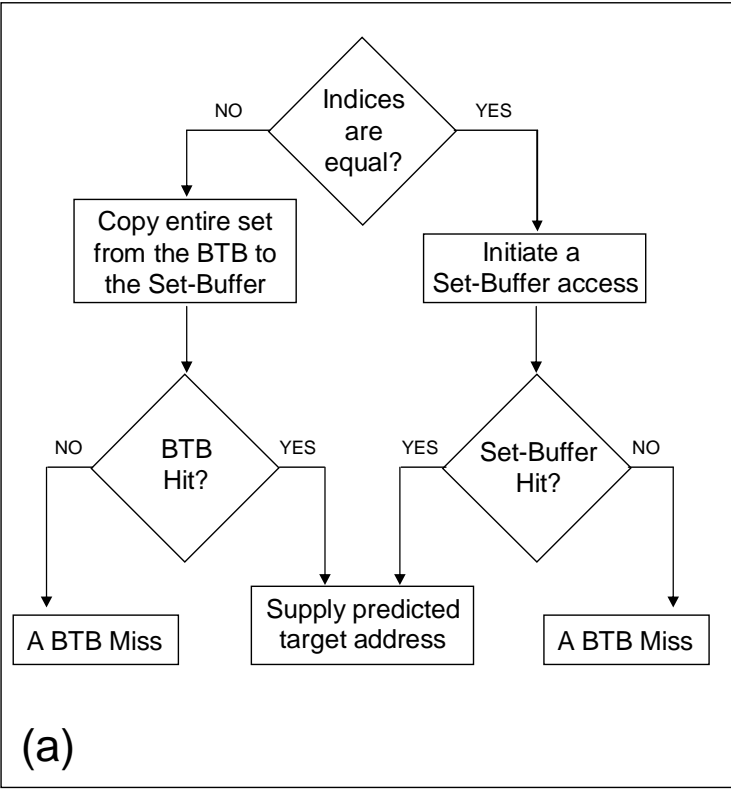 Indices
are
equal?
NO
YES
Copy entire set
from the BTB to
the Set-Buffer
Initiate a
Set-Buffer access
BTB
Hit?
NO
YES
Set-Buffer
Hit?
YES
NO
A BTB Miss
Supply predicted
target address
A BTB Miss
(a)